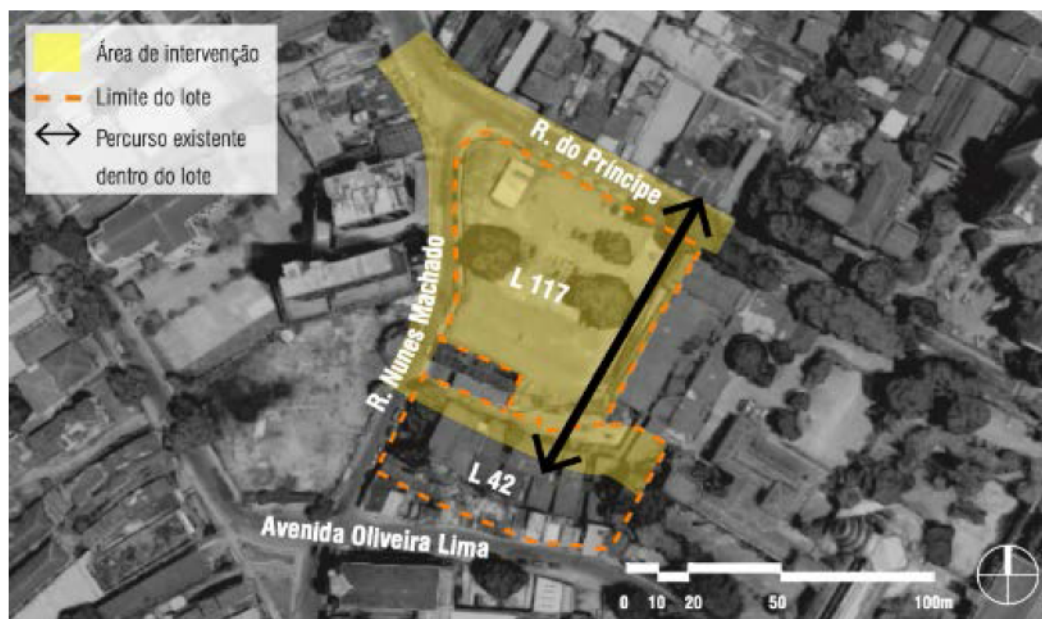 Área de intervenção
Limite do lote
Percurso existente
dentro do lote
R. do Príncipe
L 117
R. Nunes Machado
L 42
Avenida Oliveira Lima
0 10 20 50 100m